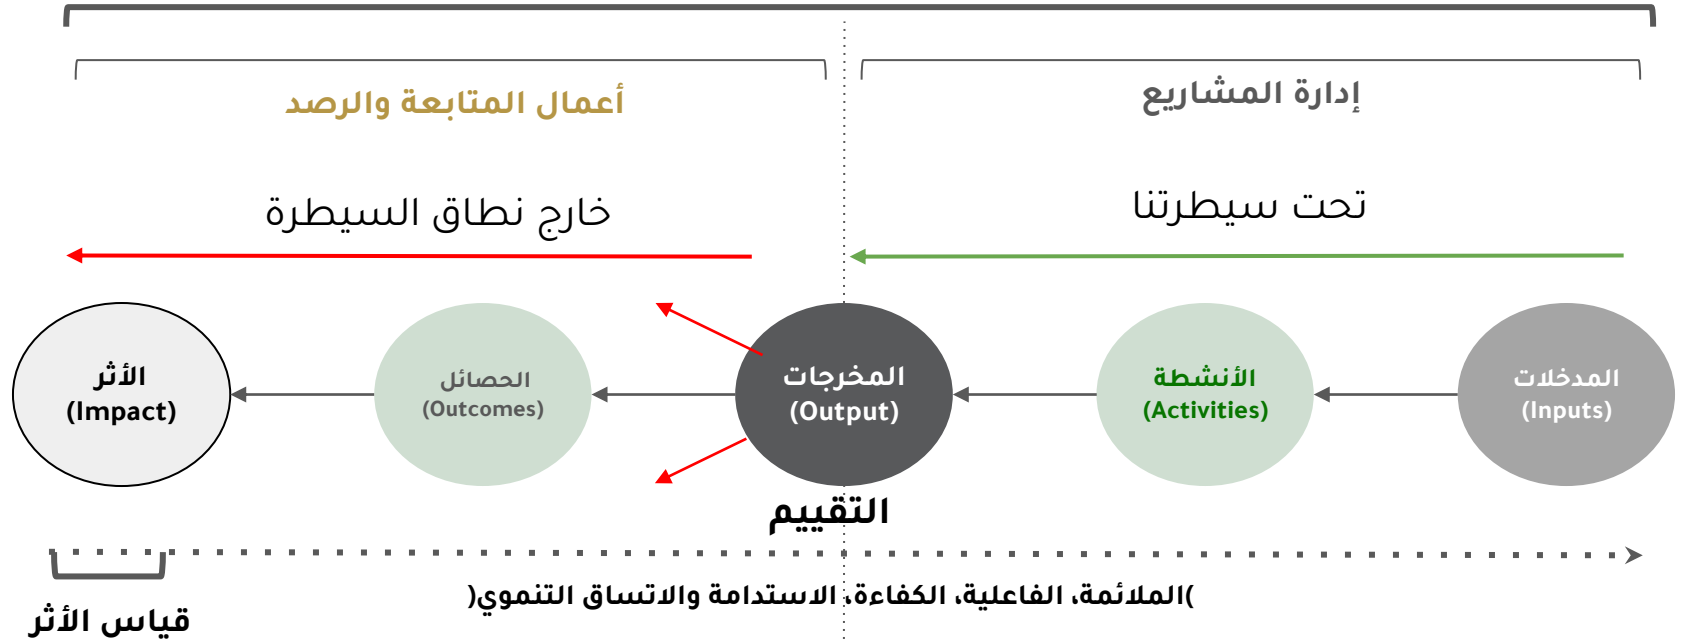 إدارة المشاريع
أعمال المتابعة والرصد
تحت سيطرتنا
خارج نطاق السيطرة
المدخلات
(Inputs)
الأنشطة
(Activities)
المخرجات
(Output)
الحصائل
(Outcomes)
الأثر
(Impact)
التقييم
)الملائمة، الفاعلية، الكفاءة، الاستدامة والاتساق التنموي(
قياس الأثر